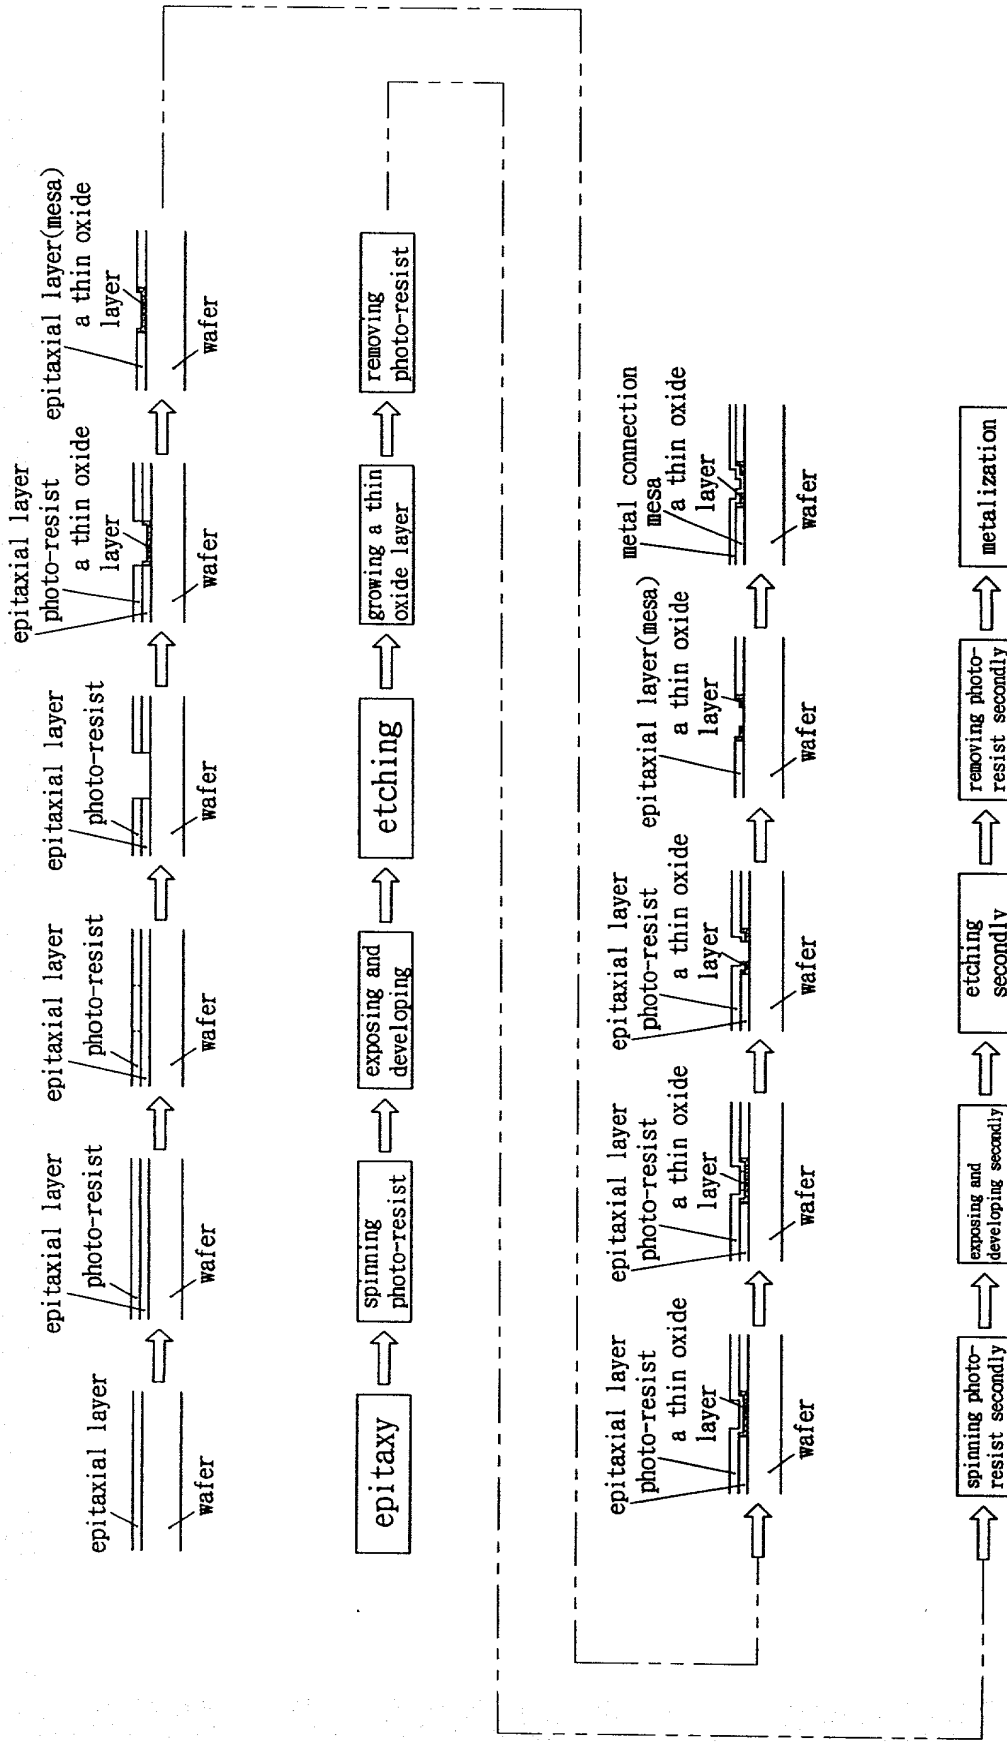 epitaxial layer
wafer
epitaxial layer
photo-resist
wafer
epitaxial layer
photo-resist
wafer
epitaxial layer
photo-resist
wafer
epitaxial layer
photo-resist
a thin oxide
layer
wafer
epitaxial layer(mesa)
a thin oxide
layer
wafer
epitaxy
spinning
photo-resist
exposing and
developing
etching
growing a thin
oxide layer
removing
photo-resist
epitaxial layer
photo-resist
a thin oxide
layer
wafer
epitaxial layer
photo-resist
a thin oxide
layer
wafer
epitaxial layer
photo-resist
a thin oxide
layer
wafer
epitaxial layer(mesa)
a thin oxide
layer
wafer
metal connection
mesa
a thin oxide
layer
wafer
spinning photo-
resist secondly
exposing and
developing secondly
etching
secondly
removing photo-
resist secondly
metalization